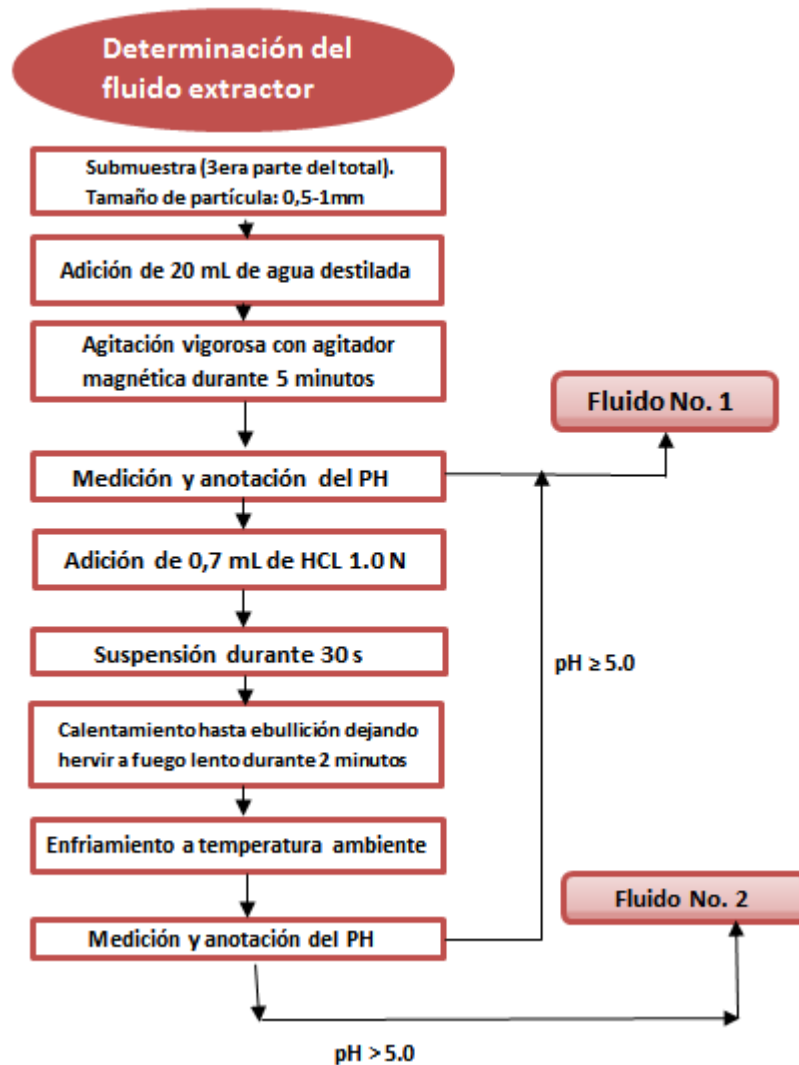 Determinación del
fluido extractor
Submuestra (3era parte del total).
Tamaño de partícula: 0,5-1mm
Adición de 20 mL de agua destilada
Agitación vigorosa con agitador
magnética durante 5 minutos
Fluido No. 1
Medición y anotación del PH
Adición de 0,7 mL de HCL 1.0 N
Suspensión durante 30 s
pH ≥ 5.0
Calentamiento hasta ebullición dejando
hervir a fuego lento durante 2 minutos
Enfriamiento a temperatura ambiente
Fluido No. 2
Medición y anotación del PH
pH > 5.0